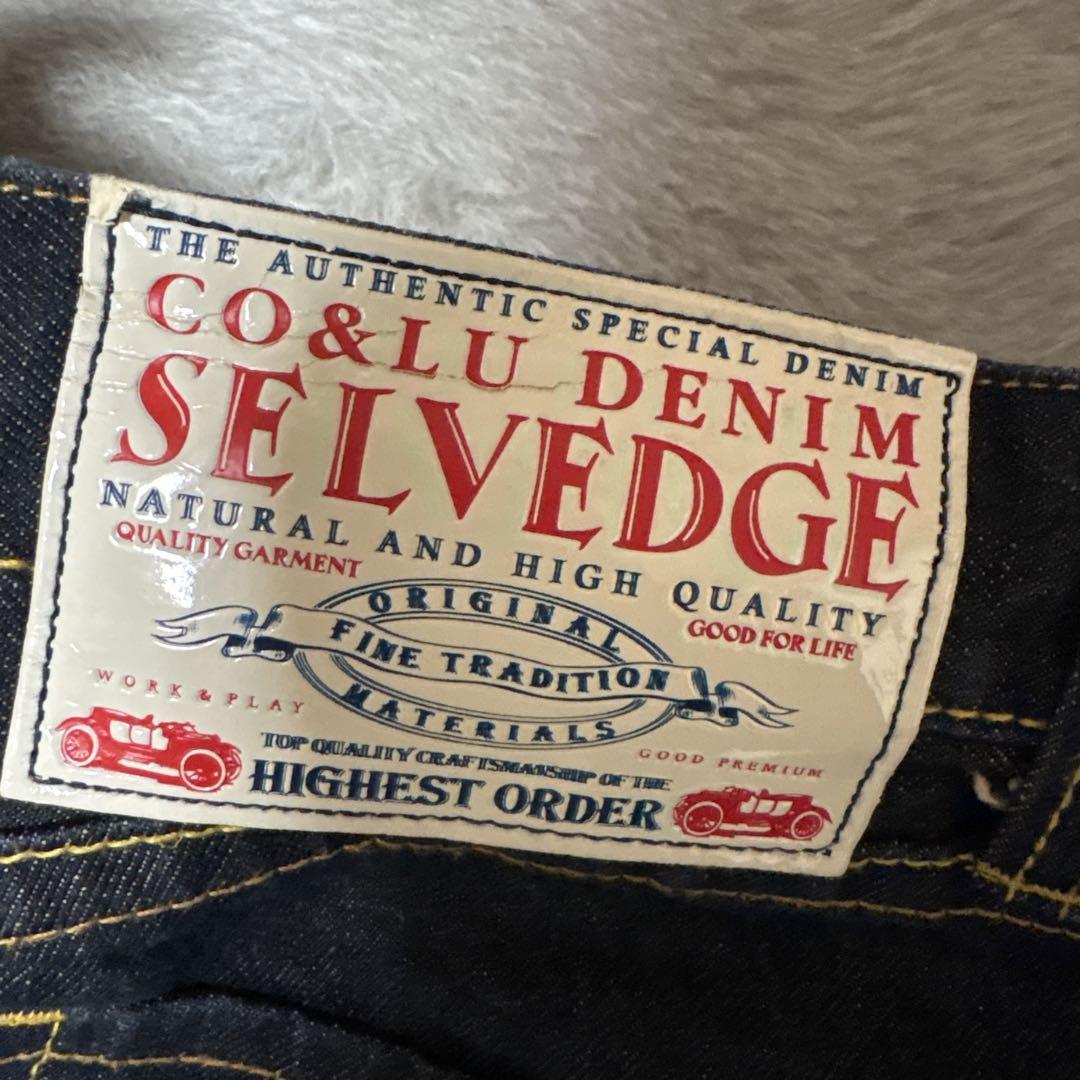 THE AUTHENTIC SPECIAL DENIM
CO&LU DENIM
SELVEDGE
NATURAL AND HIGH QUALITY
QUALITY GARMENT
GOOD FOR LIFE
ORIGINAL
FINE TRADITION
MATERIALS
WORK & PLAY
GOOD PREMIUM
TOP QUALITY CRAFTSMANSHIP OF THE
HIGHEST ORDER